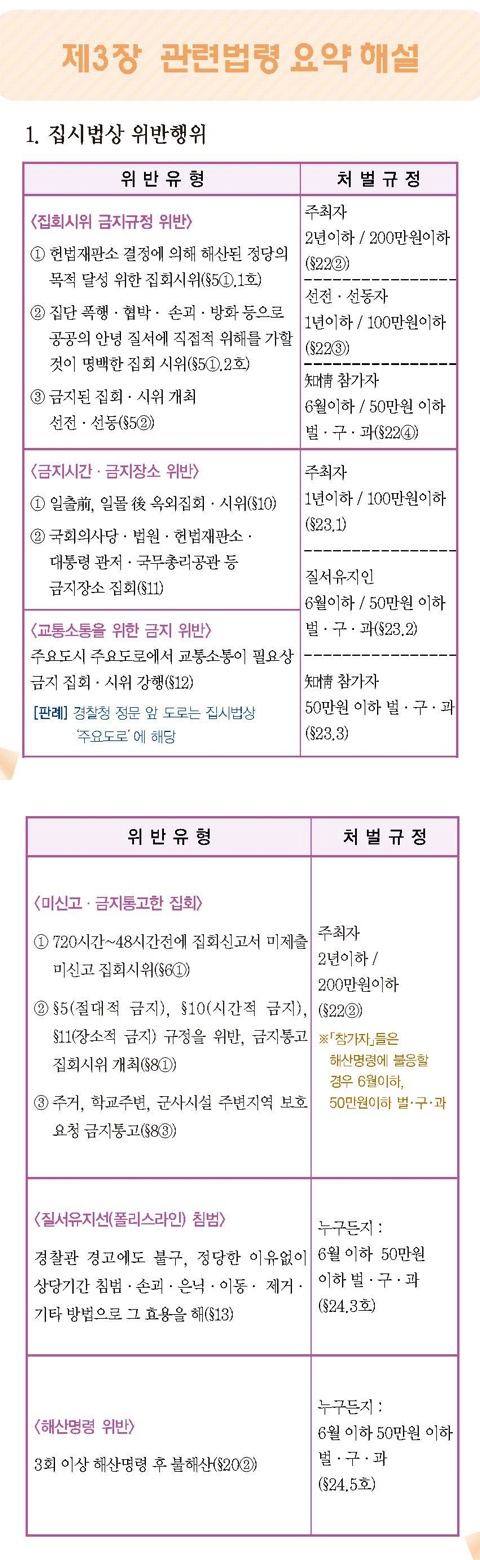 제3장 관련법령 요약 해설
1. 집시법상 위반행위
위 반 유 형
처 벌 규 정
〈집회시위 금지규정 위반〉
① 헌법재판소 결정에 의해 해산된 정당의
목적 달성 위한 집회시위(§5①.1호)
② 집단 폭행 · 협박 · 손괴 · 방화 등으로
공공의 안녕 질서에 직접적 위해를 가할
것이 명백한 집회 시위(§5①.2호)
③ 금지된 집회 · 시위 개최
선전 · 선동(§5②)
주최자
2년이하 / 200만원이하
(§22②)
선전 · 선동자
1년이하 / 100만원이하
(§22③)
知情 참가자
6월이하 / 50만원 이하
벌 · 구 · 과(§22④)
〈금지시간 · 금지장소 위반〉
① 일출前, 일몰 後 옥외집회 · 시위(§10)
② 국회의사당 · 법원 · 헌법재판소 ·
대통령 관저 · 국무총리공관 등
금지장소 집회(§11)
〈교통소통을 위한 금지 위반〉
주요도시 주요도로에서 교통소통이 필요상
금지 집회 · 시위 강행(§12)
[판례] 경찰청 정문 앞 도로는 집시법상
‘주요도로’ 에 해당
주최자
1년이하 / 100만원이하
(§23.1)
질서유지인
6월이하 / 50만원 이하
벌 · 구 · 과(§23.2)
知情 참가자
50만원 이하 벌 · 구 · 과
(§23.3)
위 반 유 형
처 벌 규 정
〈미신고 · 금지통고한 집회〉
① 720시간~48시간전에 집회신고서 미제출
미신고 집회시위(§6①)
② §5(절대적 금지), §10(시간적 금지),
§11(장소적 금지) 규정을 위반, 금지통고
집회시위 개최(§8①)
③ 주거, 학교주변, 군사시설 주변지역 보호
요청 금지통고(§8③)
주최자
2년이하 /
200만원이하
(§22②)
※「참가자」들은
해산명령에 불응할
경우 6월이하,
50만원이하 벌·구·과
〈질서유지선(폴리스라인) 침범〉
경찰관 경고에도 불구, 정당한 이유없이
상당기간 침범 · 손괴 · 은닉 · 이동 · 제거 ·
기타 방법으로 그 효용을 해(§13)
누구든지 :
6월 이하 50만원
이하 벌 · 구 · 과
(§24.3호)
〈해산명령 위반〉
3회 이상 해산명령 후 불해산(§20②)
누구든지 :
6월 이하 50만원 이하
벌 · 구 · 과
(§24.5호)